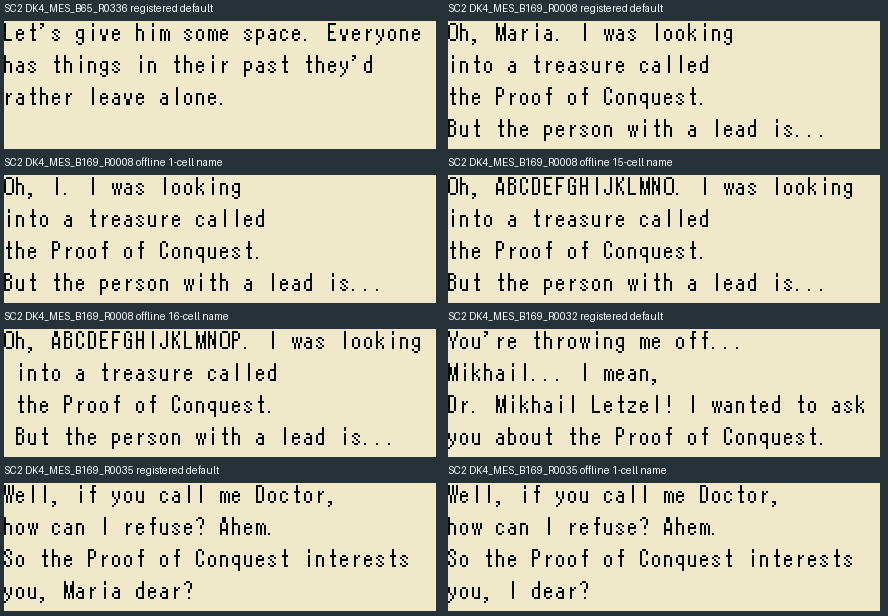 SC2 DK4_MES_B65_R0336 registered default
Let's give him some space. Everyone
has things in their past they'd
rather leave alone.
SC2 DK4_MES_B169_R0008 registered default
Oh, Maria. I was looking
into a treasure called
the Proof of Conquest.
But the person with a lead is...
SC2 DK4_MES_B169_R0008 offline 1-cell name
Oh, I. I was looking
into a treasure called
the Proof of Conquest.
But the person with a lead is...
SC2 DK4_MES_B169_R0008 offline 15-cell name
Oh, ABCDEFGHIJKLMNO. I was looking
into a treasure called
the Proof of Conquest.
But the person with a lead is...
SC2 DK4_MES_B169_R0008 offline 16-cell name
Oh, ABCDEFGHIJKLMNOP. I was looking
into a treasure called
the Proof of Conquest.
But the person with a lead is...
SC2 DK4_MES_B169_R0032 registered default
You're throwing me off...
Mikhail... I mean,
Dr. Mikhail Letzel! I wanted to ask
you about the Proof of Conquest.
SC2 DK4_MES_B169_R0035 registered default
Well, if you call me Doctor,
how can I refuse? Ahem.
So the Proof of Conquest interests
you, Maria dear?
SC2 DK4_MES_B169_R0035 offline 1-cell name
Well, if you call me Doctor,
how can I refuse? Ahem.
So the Proof of Conquest interests
you, I dear?